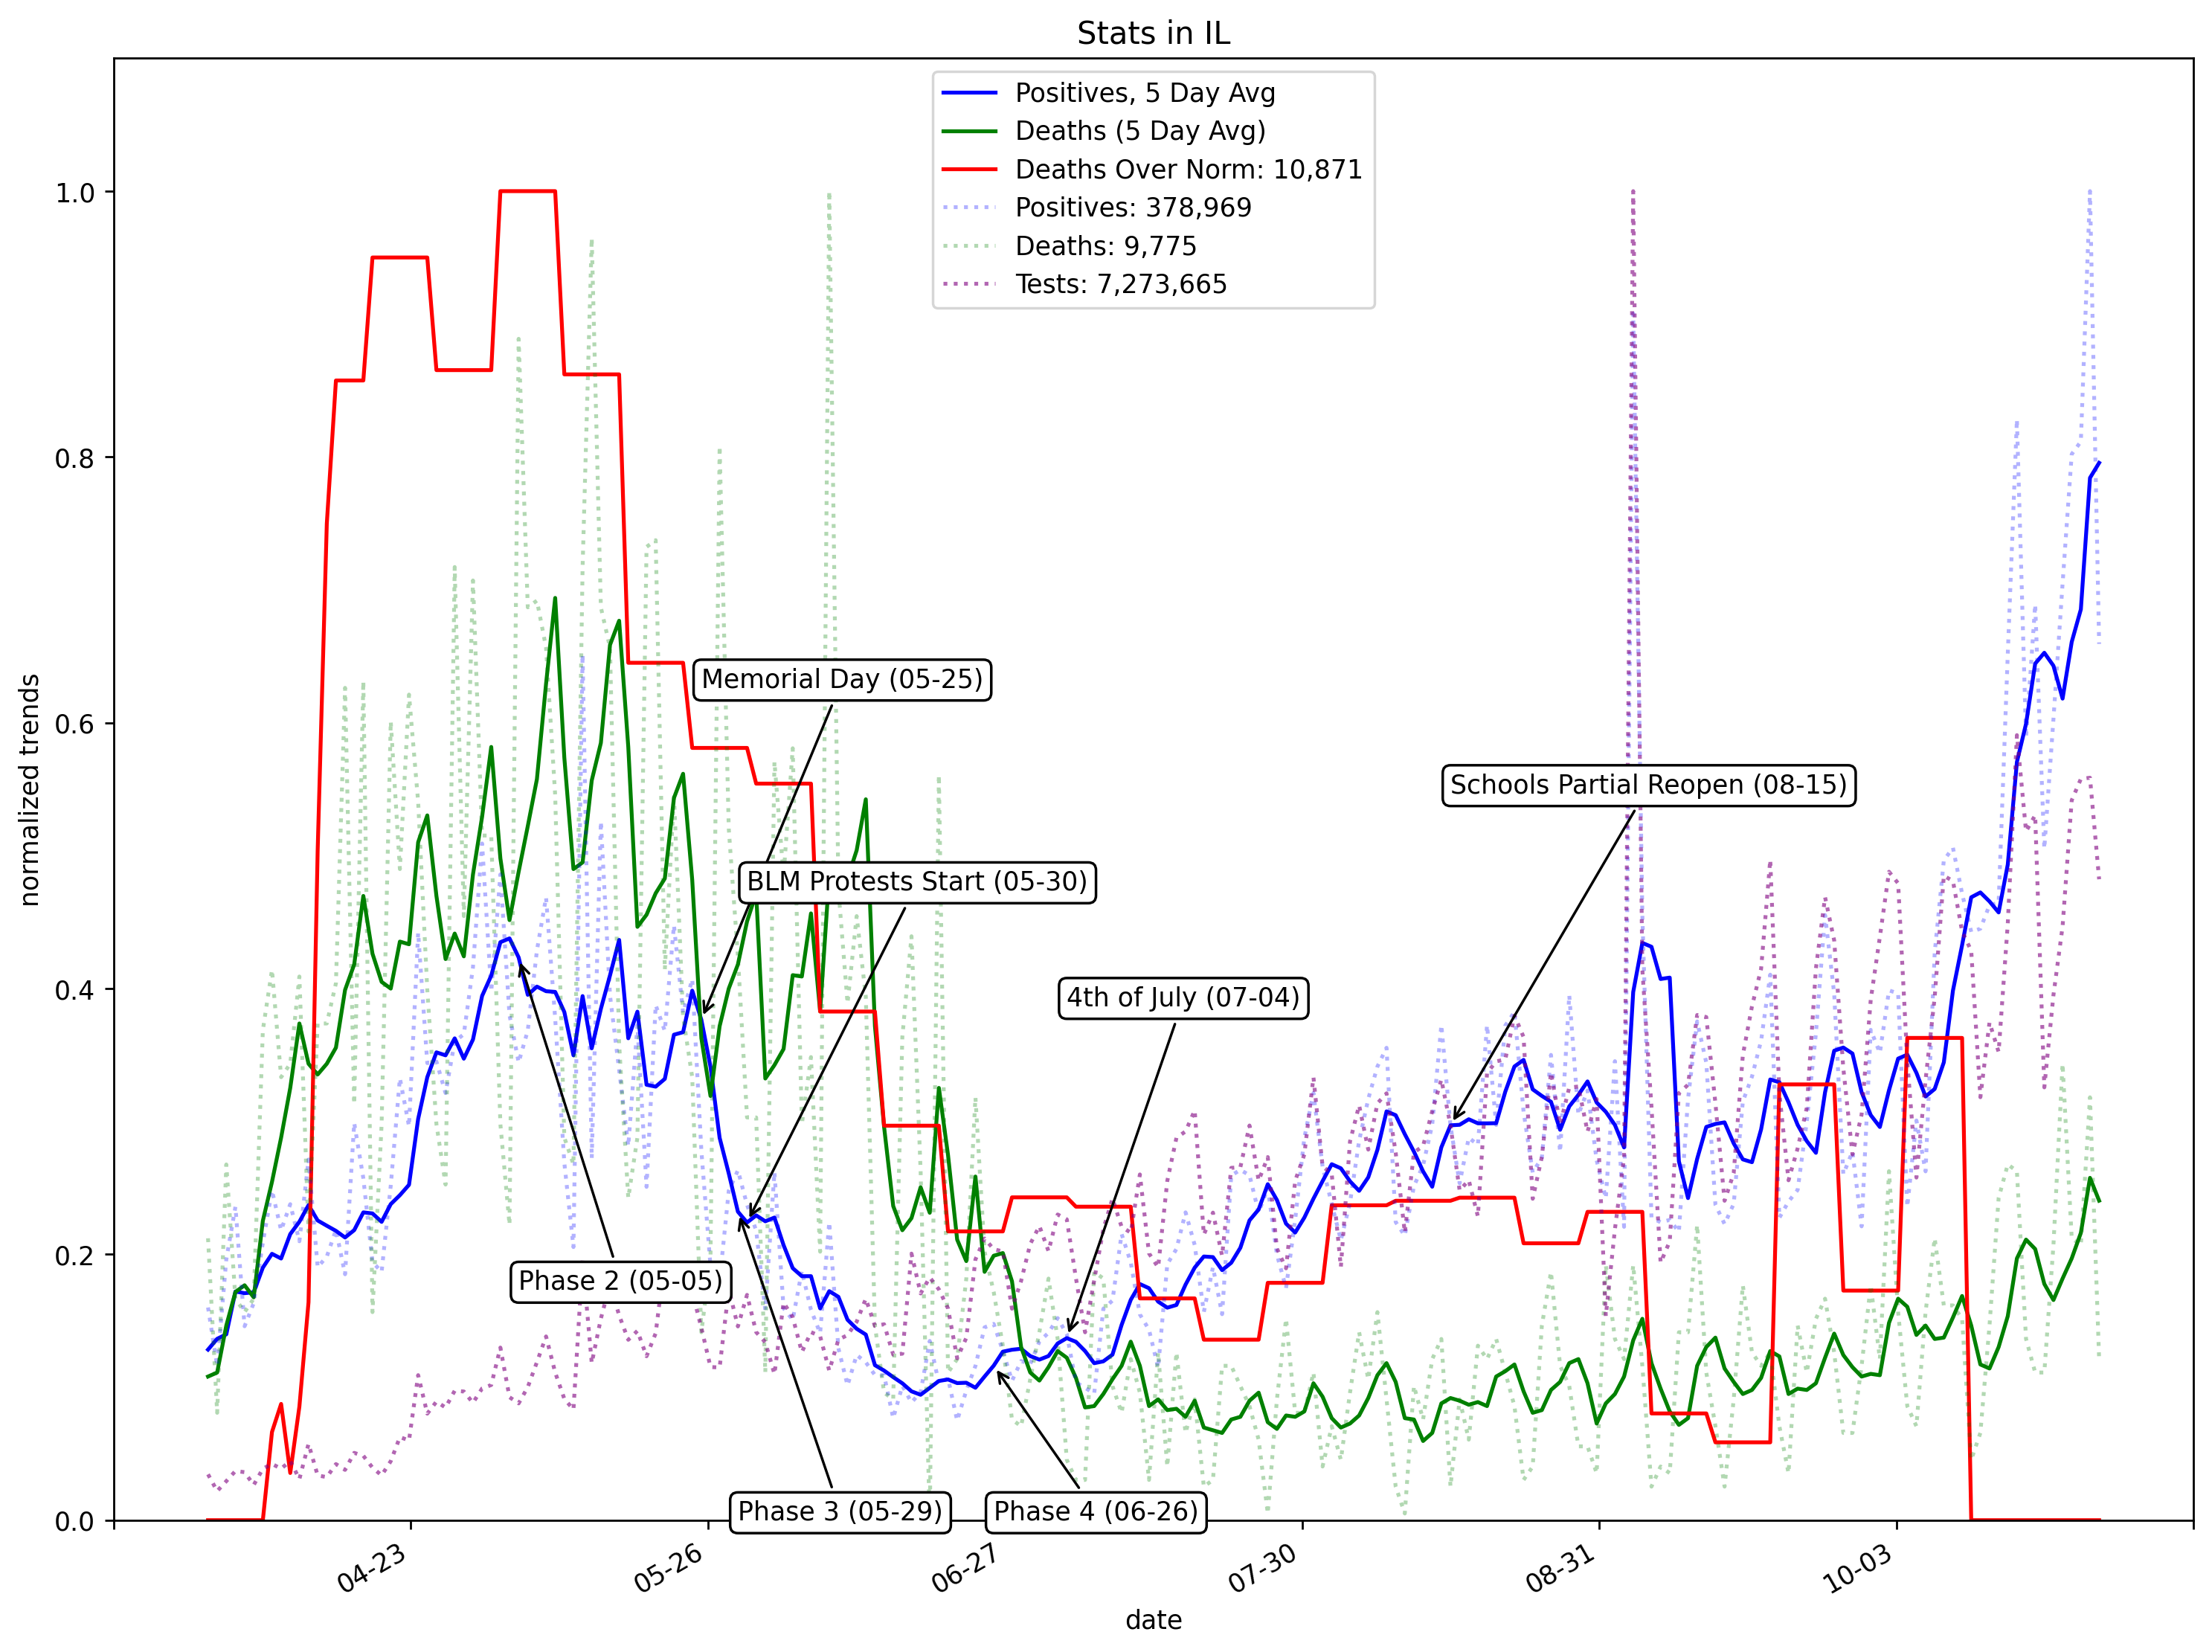 Stats in IL
Positives, 5 Day Avg
Deaths (5 Day Avg)
Deaths Over Norm: 10,871
Positives: 378,969
Deaths: 9,775
Tests: 7,273,665
1.0
0.8
0.6
0.4
0.2
0.0
normalized trends
Memorial Day (05-25)
Schools Partial Reopen (08-15)
BLM Protests Start (05-30)
4th of July (07-04)
Phase 2 (05-05)
Phase 3 (05-29)
Phase 4 (06-26)
04-23
05-26
06-27
07-30
08-31
10-03
date